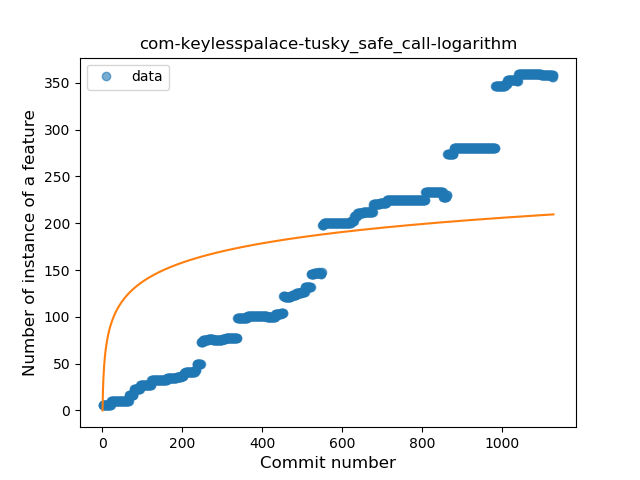 com-keylesspalace-tusky_safe_call-logarithm
data
Number of instance of a feature
350
300
250
200
150
100
50
0
0 200 400 600 800 1000
Commit number